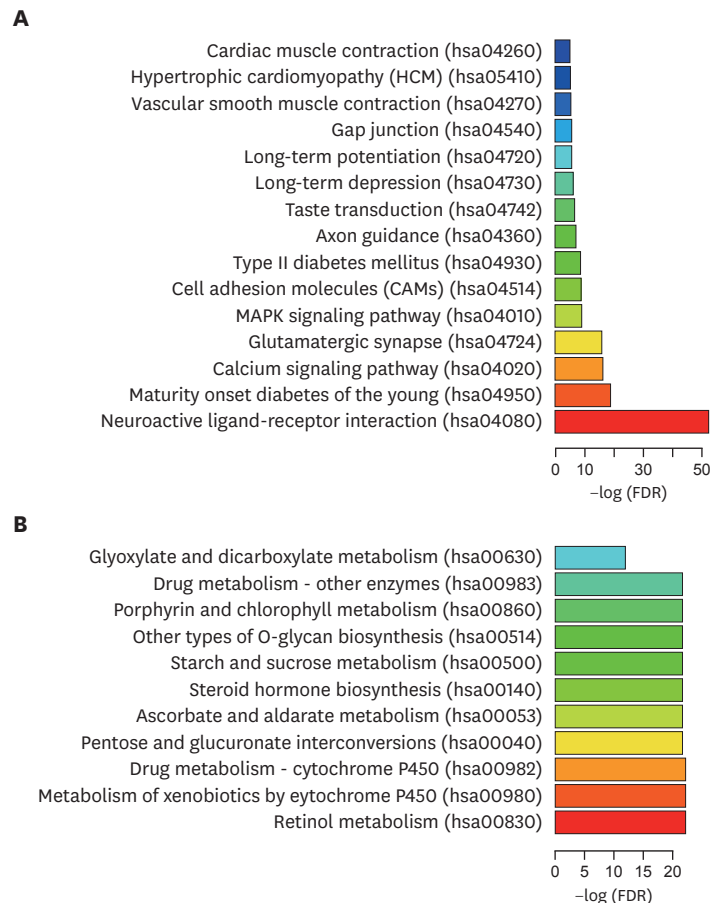 A
Cardiac muscle contraction (hsa04260)
Hypertrophic cardiomyopathy (HCM) (hsa05410)
Vascular smooth muscle contraction (hsa04270)
Gap junction (hsa04540)
Long-term potentiation (hsa04720)
Long-term depression (hsa04730)
Taste transduction (hsa04742)
Axon guidance (hsa04360)
Type II diabetes mellitus (hsa04930)
Cell adhesion molecules (CAMs) (hsa04514)
MAPK signaling pathway (hsa04010)
Glutamatergic synapse (hsa04724)
Calcium signaling pathway (hsa04020)
Maturity onset diabetes of the young (hsa04950)
Neuroactive ligand-receptor interaction (hsa04080)
0 10 30 50
–log (FDR)
B
Glyoxylate and dicarboxylate metabolism (hsa00630)
Drug metabolism - other enzymes (hsa00983)
Porphyrin and chlorophyll metabolism (hsa00860)
Other types of O-glycan biosynthesis (hsa00514)
Starch and sucrose metabolism (hsa00500)
Steroid hormone biosynthesis (hsa00140)
Ascorbate and aldarate metabolism (hsa00053)
Pentose and glucuronate interconversions (hsa00040)
Drug metabolism - cytochrome P450 (hsa00982)
Metabolism of xenobiotics by eytochrome P450 (hsa00980)
Retinol metabolism (hsa00830)
0 5 10 15 20
–log (FDR)